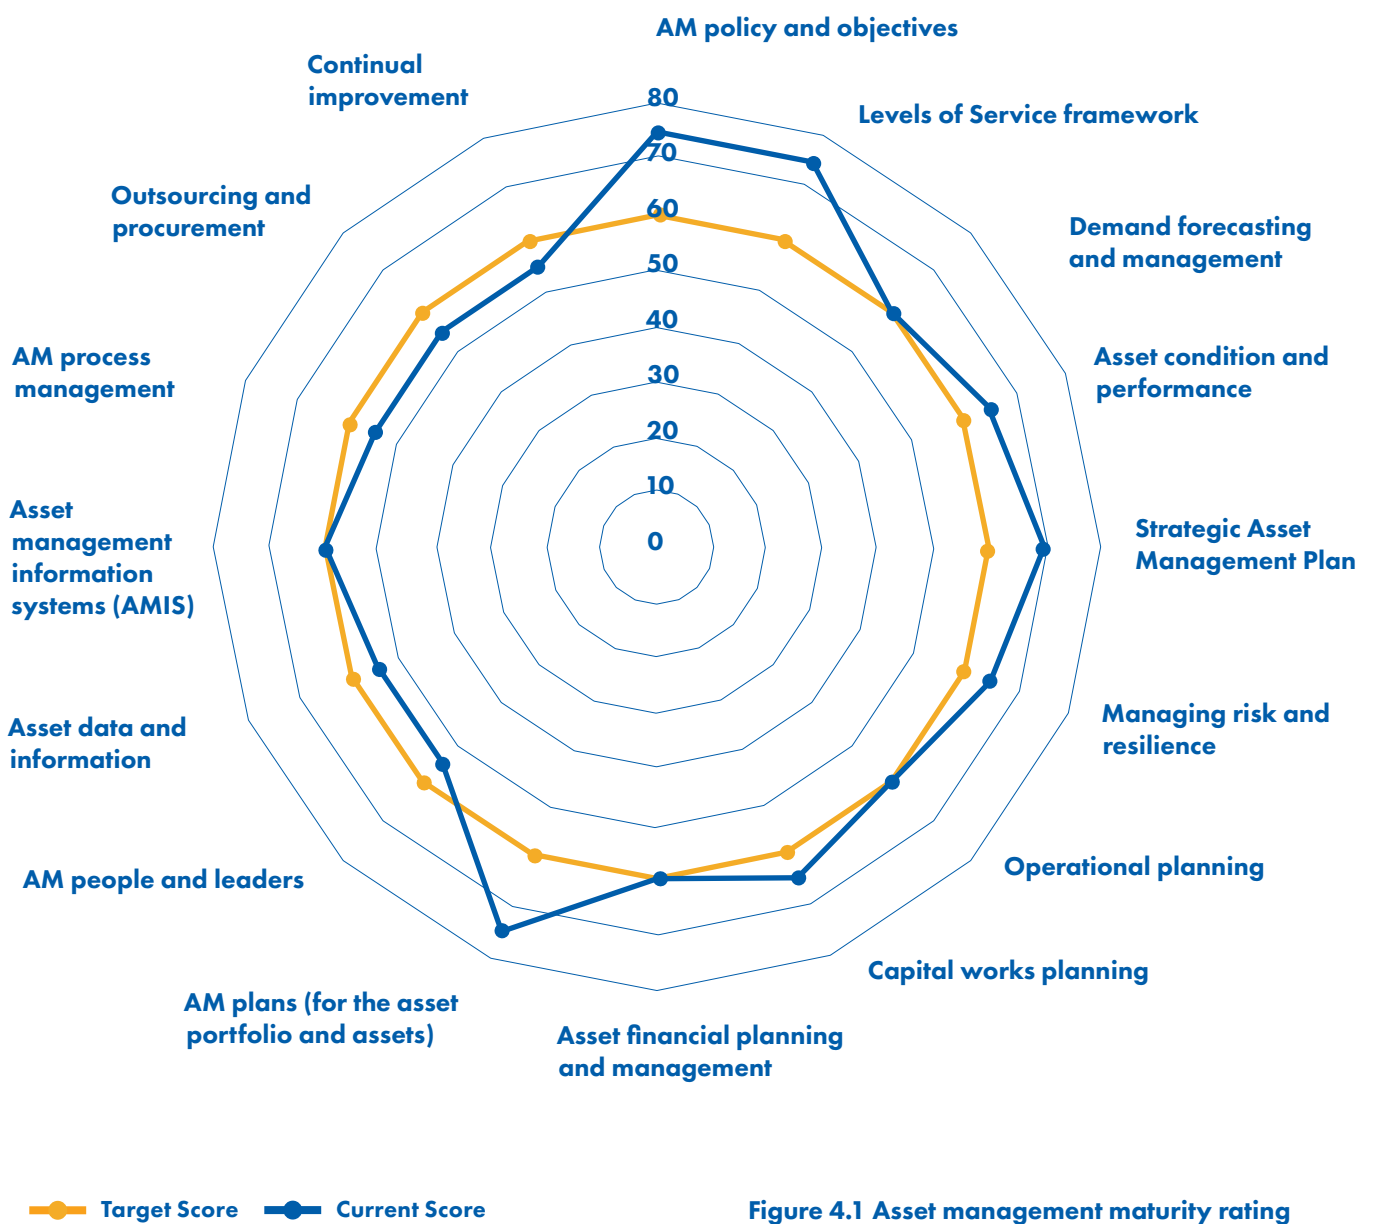 AM policy and objectives
Continual
improvement
80
Levels of Service framework
70
Outsourcing and
procurement
60
Demand forecasting
and management
50
40
AM process
management
Asset condition and
performance
30
20
10
Asset
management
information
systems (AMIS)
0
Strategic Asset
Management Plan
Asset data and
information
Managing risk and
resilience
AM people and leaders
Operational planning
Capital works planning
AM plans (for the asset
portfolio and assets)
Asset financial planning
and management
Target Score
Current Score
Figure 4.1 Asset management maturity rating